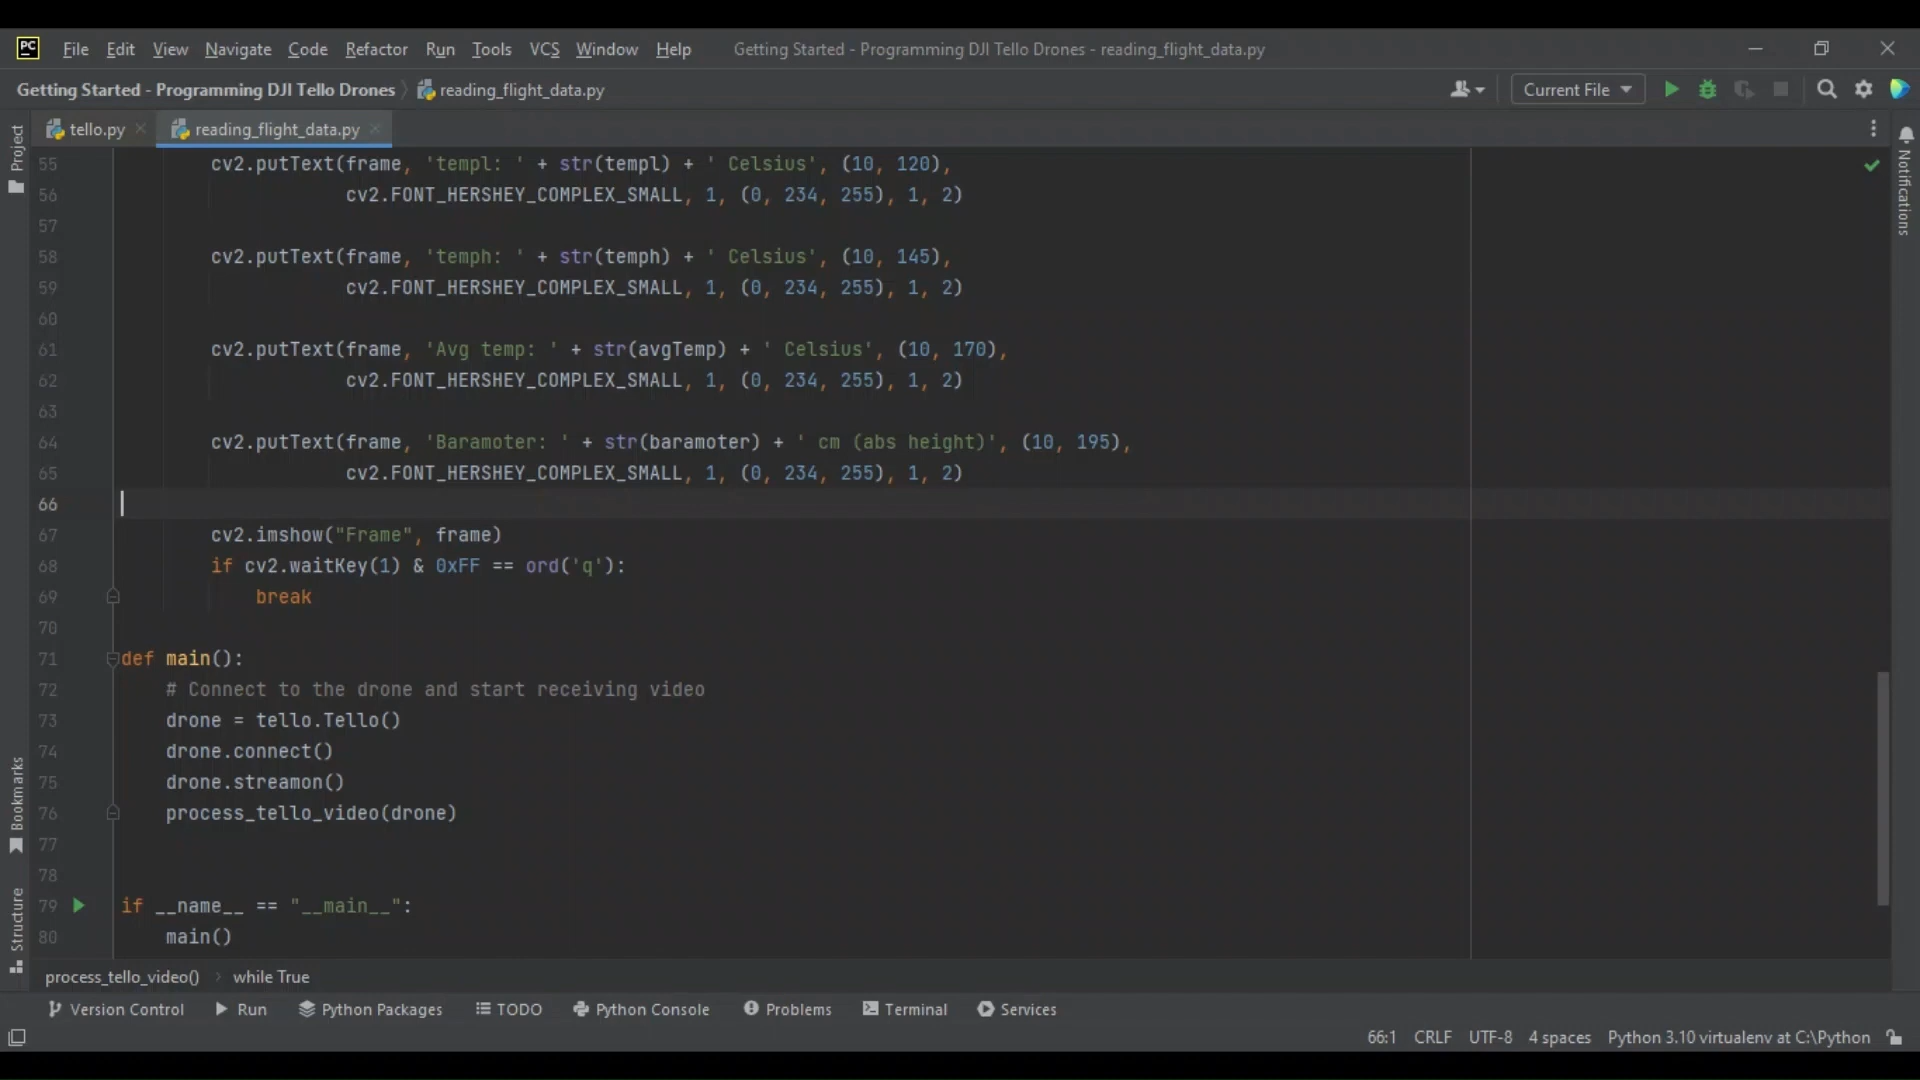 PC File Edit View Navigate Code Refactor Run Tools VCS Window Help Getting Started - Programming DJI Tello Drones - reading_flight_data.py
Getting Started - Programming DJI Tello Drones reading_flight_data.py Current File
tello.py reading_flight_data.py
Project
Notifications
Bookmarks
Structure
55 cv2.putText(frame, 'templ: ' + str(templ) + ' Celsius', (10, 120),
56 cv2.FONT_HERSHEY_COMPLEX_SMALL, 1, (0, 234, 255), 1, 2)
57
58 cv2.putText(frame, 'temph: ' + str(temph) + ' Celsius', (10, 145),
59 cv2.FONT_HERSHEY_COMPLEX_SMALL, 1, (0, 234, 255), 1, 2)
60
61 cv2.putText(frame, 'Avg temp: ' + str(avgTemp) + ' Celsius', (10, 170),
62 cv2.FONT_HERSHEY_COMPLEX_SMALL, 1, (0, 234, 255), 1, 2)
63
64 cv2.putText(frame, 'Baramoter: ' + str(baramoter) + ' cm (abs height)', (10, 195),
65 cv2.FONT_HERSHEY_COMPLEX_SMALL, 1, (0, 234, 255), 1, 2)
66
67 cv2.imshow("Frame", frame)
68 if cv2.waitKey(1) & 0xFF == ord('q'):
69 break
70
71 def main():
72 # Connect to the drone and start receiving video
73 drone = tello.Tello()
74 drone.connect()
75 drone.streamon()
76 process_tello_video(drone)
77
78
79 if __name__ == "__main__":
80 main()
process_tello_video() while True
Version Control Run Python Packages TODO Python Console Problems Terminal Services
66:1 CRLF UTF-8 4 spaces Python 3.10 virtualenv at C:\Python